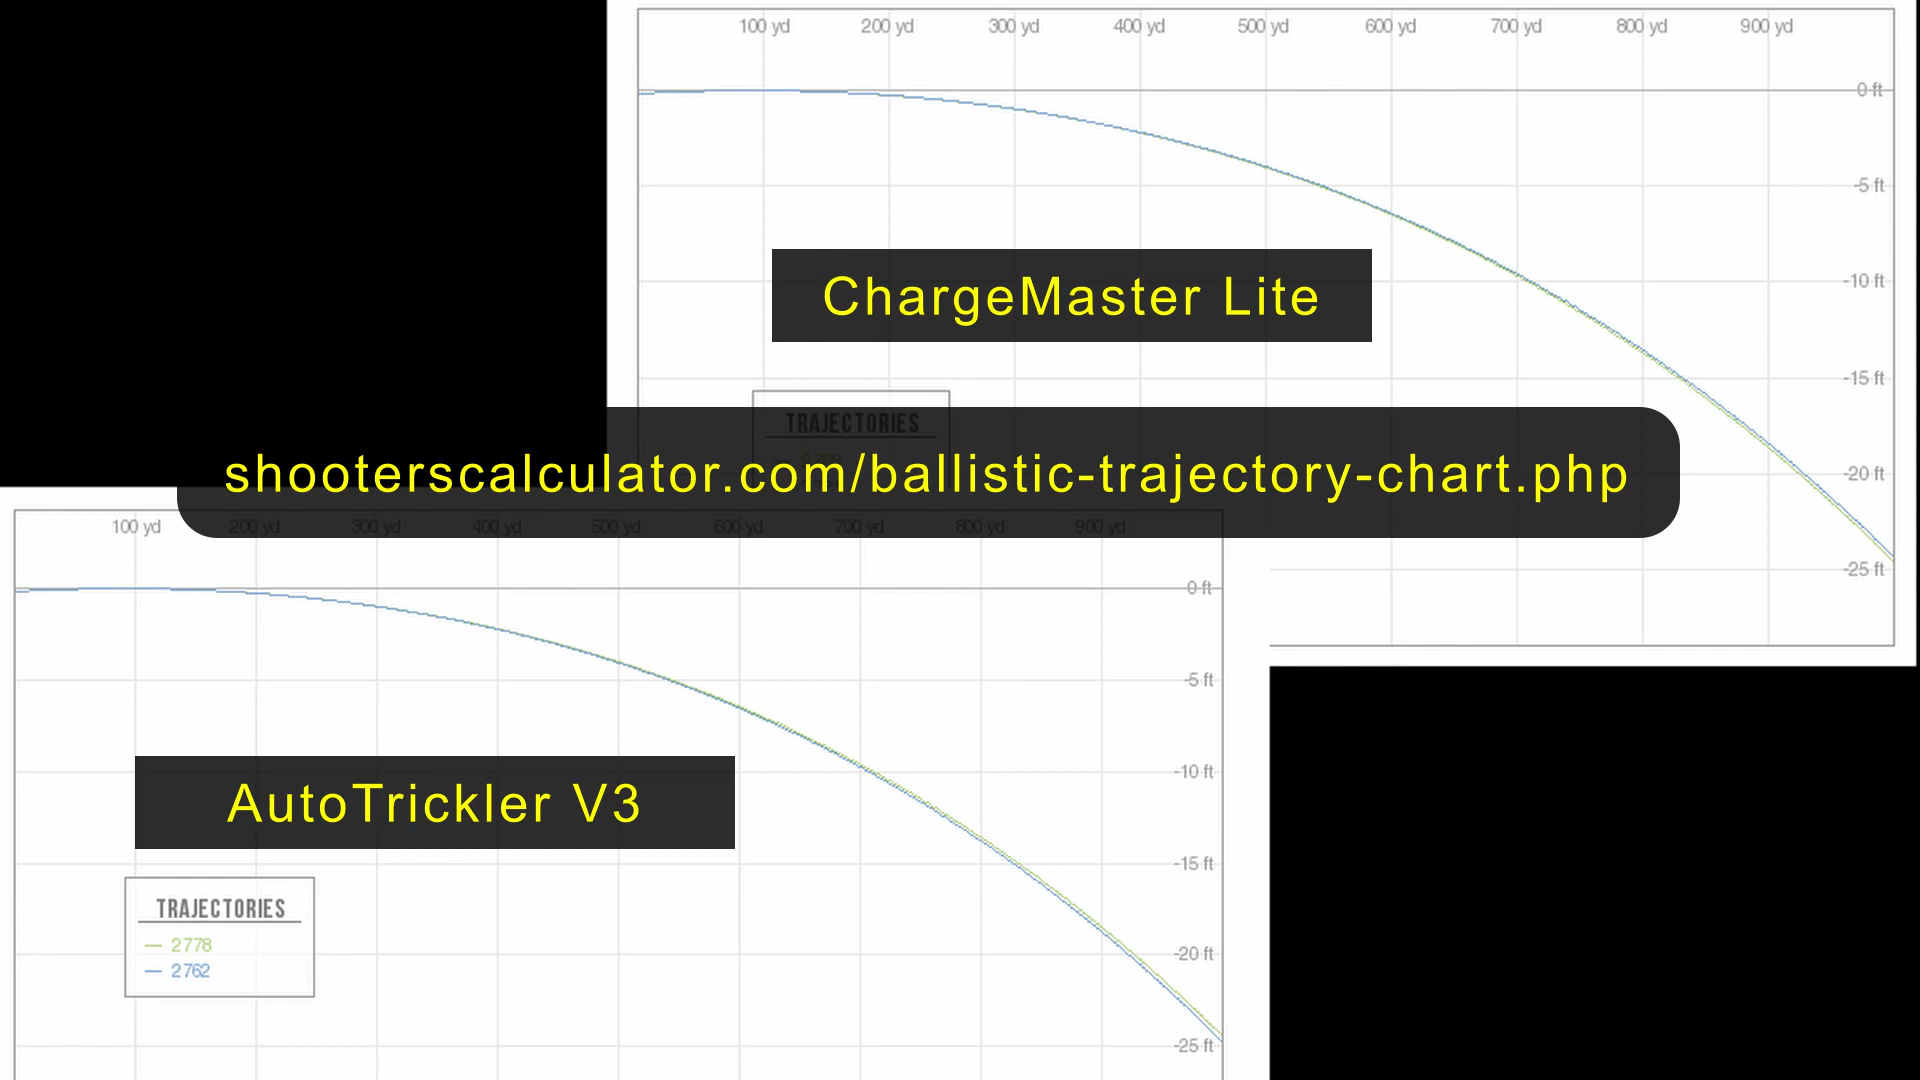 100 yd 200 yd 300 yd 400 yd 500 yd 600 yd 700 yd 800 yd 900 yd
0 ft
-5 ft
-10 ft
-15 ft
-20 ft
-25 ft
ChargeMaster Lite
TRAJECTORIES
shooterscalculator.com/ballistic-trajectory-chart.php
100 yd 200 yd 300 yd 400 yd 500 yd 600 yd 700 yd 800 yd 900 yd
0 ft
-5 ft
-10 ft
-15 ft
-20 ft
-25 ft
AutoTrickler V3
TRAJECTORIES
2778
2762